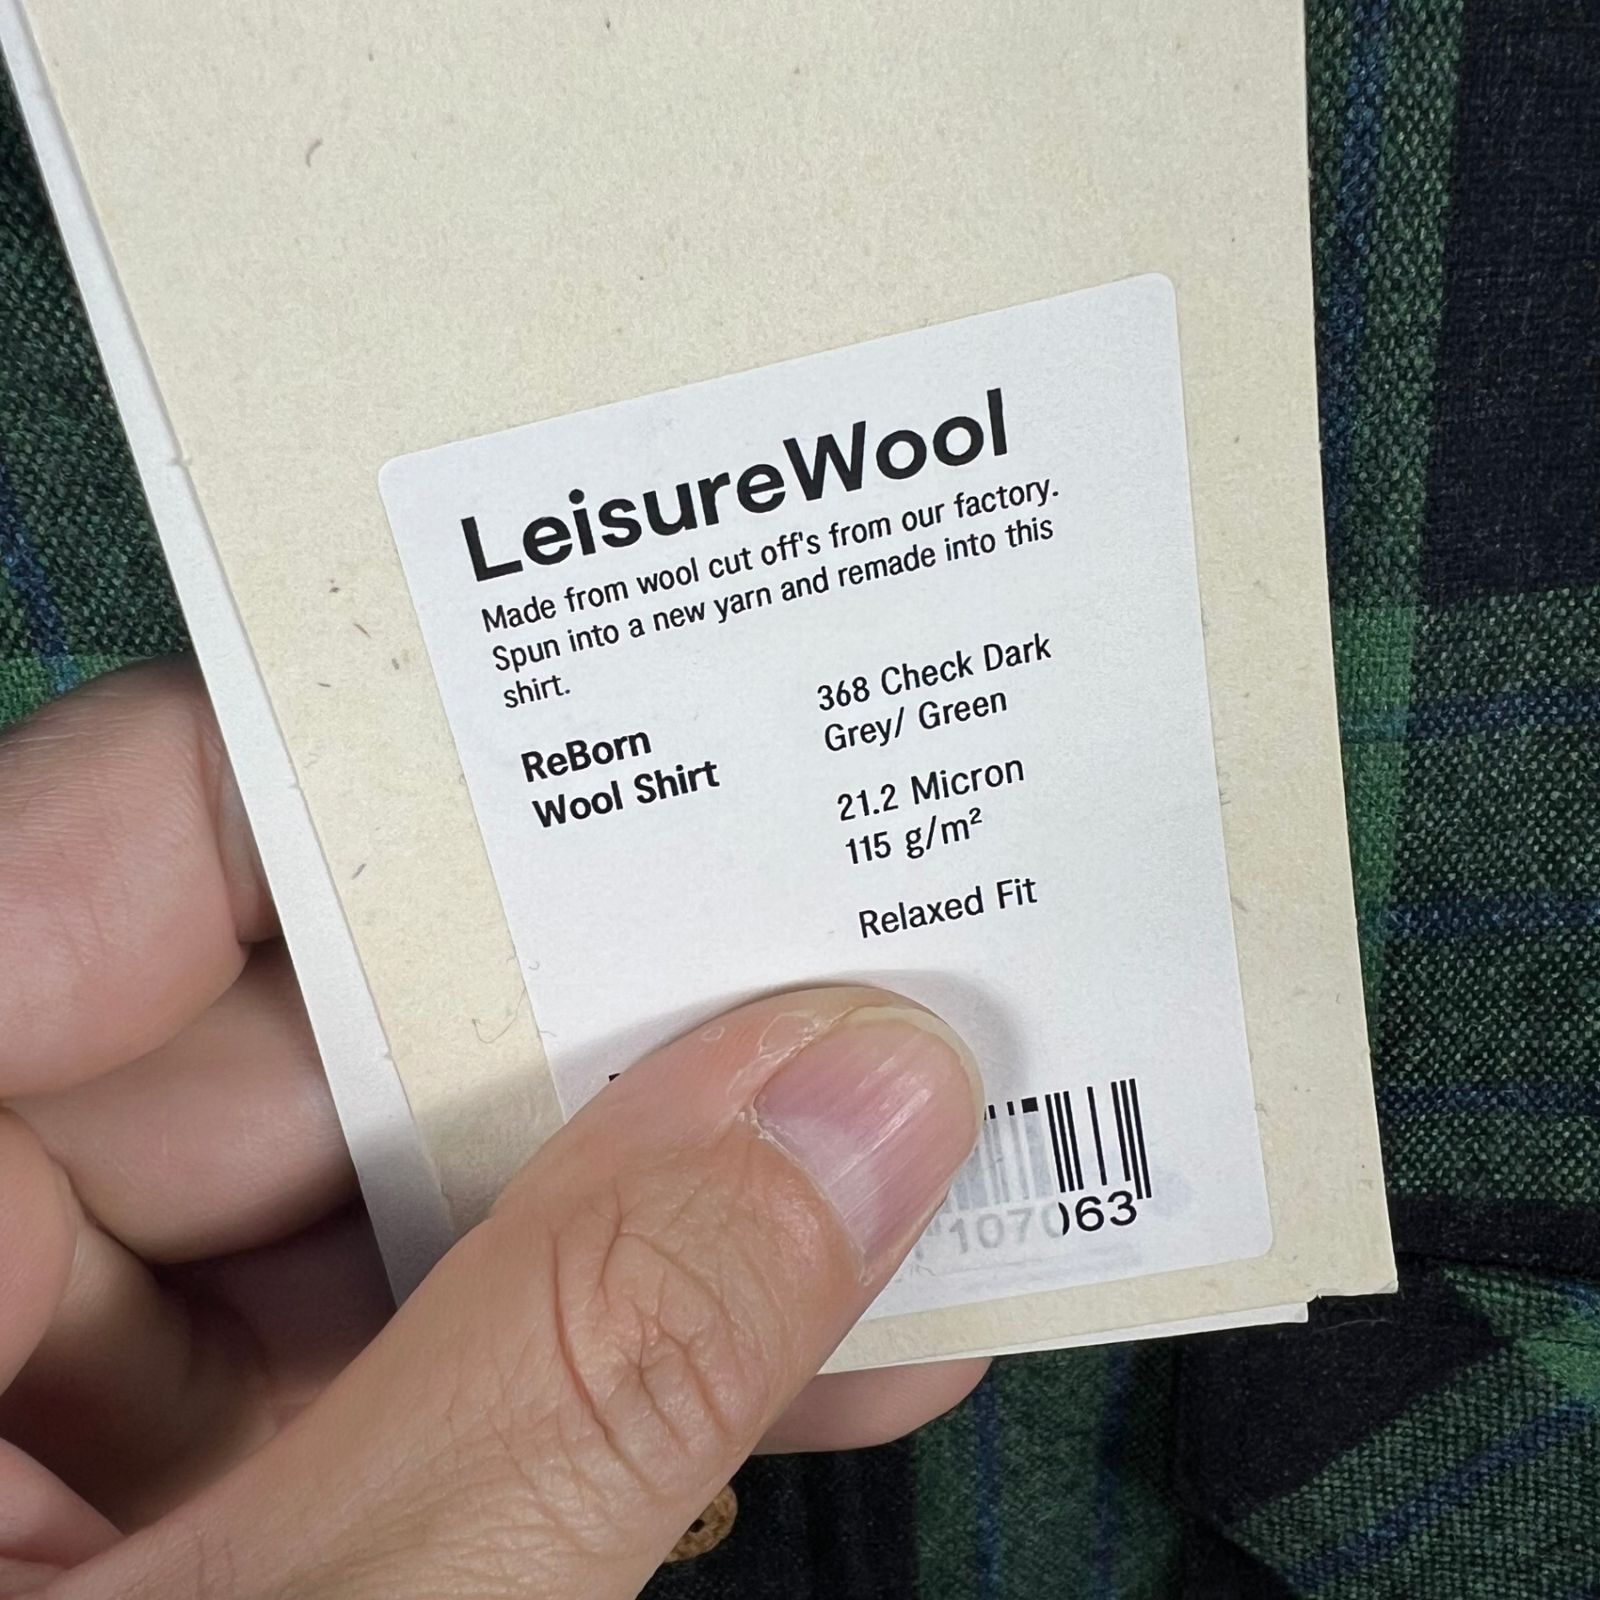 LeisureWool
Made from wool cut off's from our factory.
Spun into a new yarn and remade into this
shirt.
ReBorn
Wool Shirt
368 Check Dark
Grey/ Green
21.2 Micron
115 g/m²
Relaxed Fit